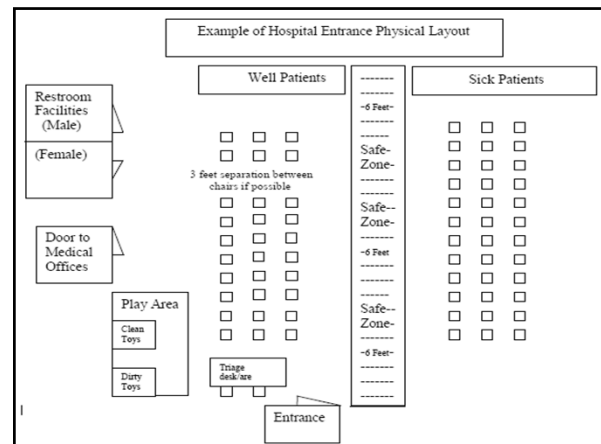 Example of Hospital Entrance Physical Layout
Well Patients
Sick Patients
Restroom
Facilities
(Male)
(Female)
3 feet separation between
chairs if possible
Door to
Medical
Offices
Play Area
Clean
Toys
Dirty
Toys
Triage
desk/are
Entrance
-------
-------
~6 Feet~
-------
------
Safe-
Zone-
-------
-------
Safe--
Zone-
-------
~6 Feet
-------
-------
------
Safe--
Zone-
-------
~6 Feet~
-------
-------
-------